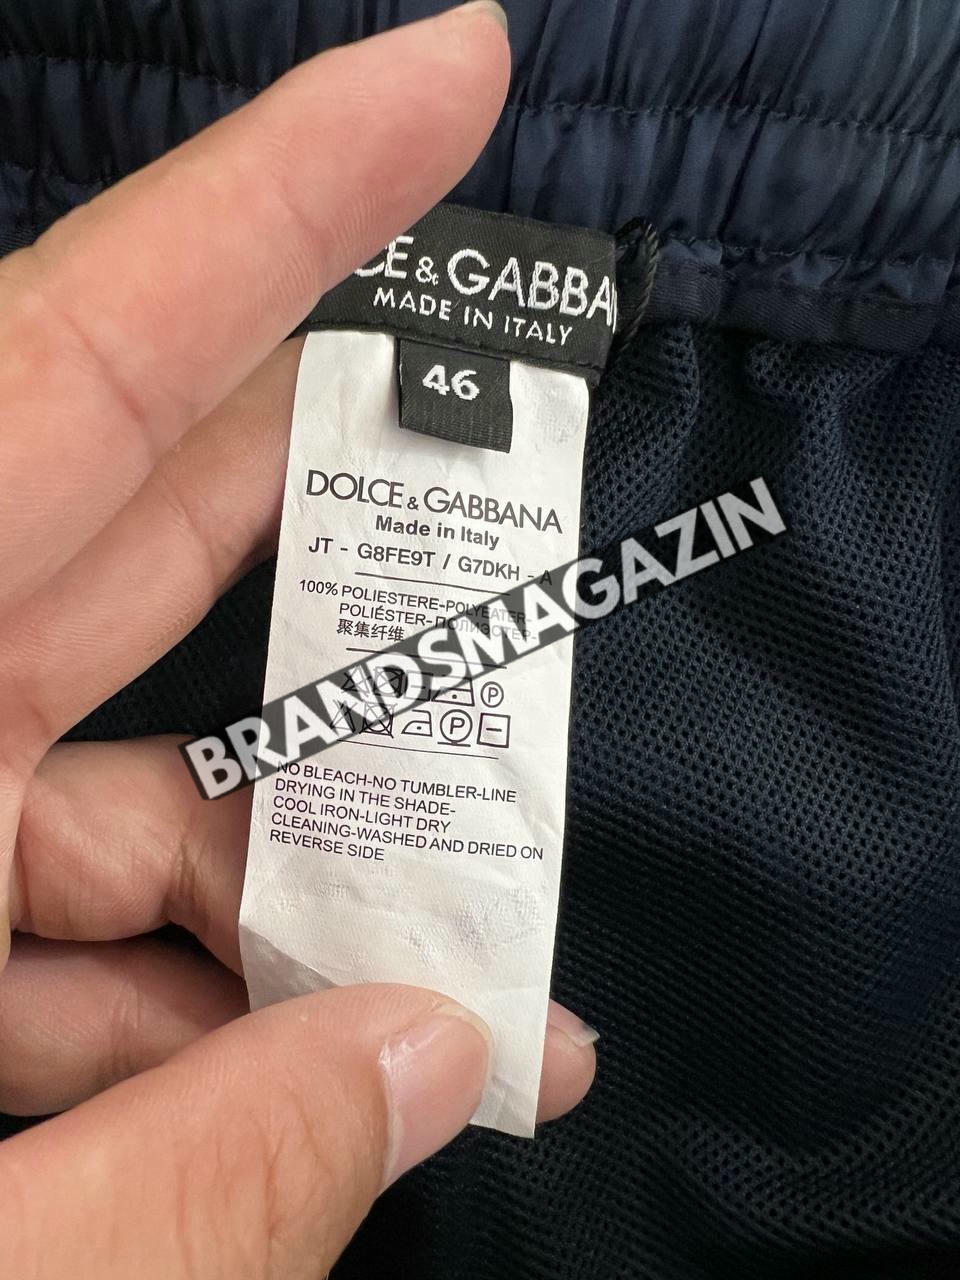 CE & GABBA
MADE IN ITALY
46
DOLCE & GABBANA
Made in Italy
JT - G8FE9T / G7DKH - A
100% POLIESTERE-POLYEATER-
POLIÉSTER-ПОЛИЭСТЕР-
聚集纤维
BRANDSMAGAZIN
P
P
NO BLEACH-NO TUMBLER-LINE
DRYING IN THE SHADE-
COOL IRON-LIGHT DRY
CLEANING-WASHED AND DRIED ON
REVERSE SIDE